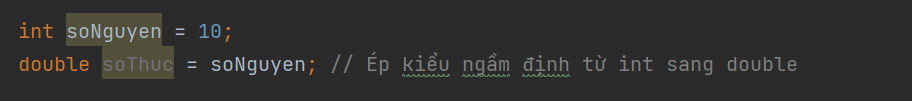 int soNguyen = 10;
double soThuc = soNguyen; // Ép kiểu ngầm định từ int sang double